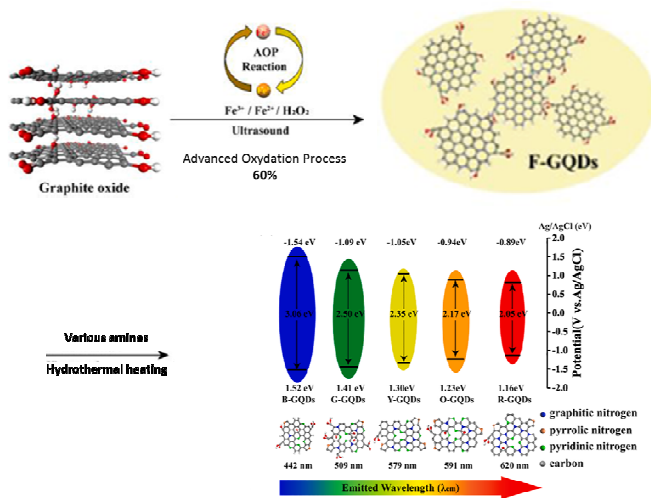 AOP
Reaction
Fe³⁺ / Fe²⁺ / H₂O₂
Ultrasound
Advanced Oxydation Process
60%
Graphite oxide
F-GQDs
Various amines
Hydrothermal heating
Ag/AgCl (eV)
-1.54 eV -1.09 eV -1.05eV -0.94eV -0.89eV
2.0
1.5
1.0
0.5
0.0
-0.5
-1.0
-1.5
-2.0
Potential(V vs.Ag/AgCl)
3.06 eV 2.50 eV 2.35 eV 2.17 eV 2.05 eV
1.52 eV 1.41 eV 1.30eV 1.23eV 1.16eV
B-GQDs G-GQDs Y-GQDs O-GQDs R-GQDs
graphitic nitrogen
pyrrolic nitrogen
pyridinic nitrogen
carbon
442 nm 509 nm 579 nm 591 nm 620 nm
Emitted Wavelength (λem)